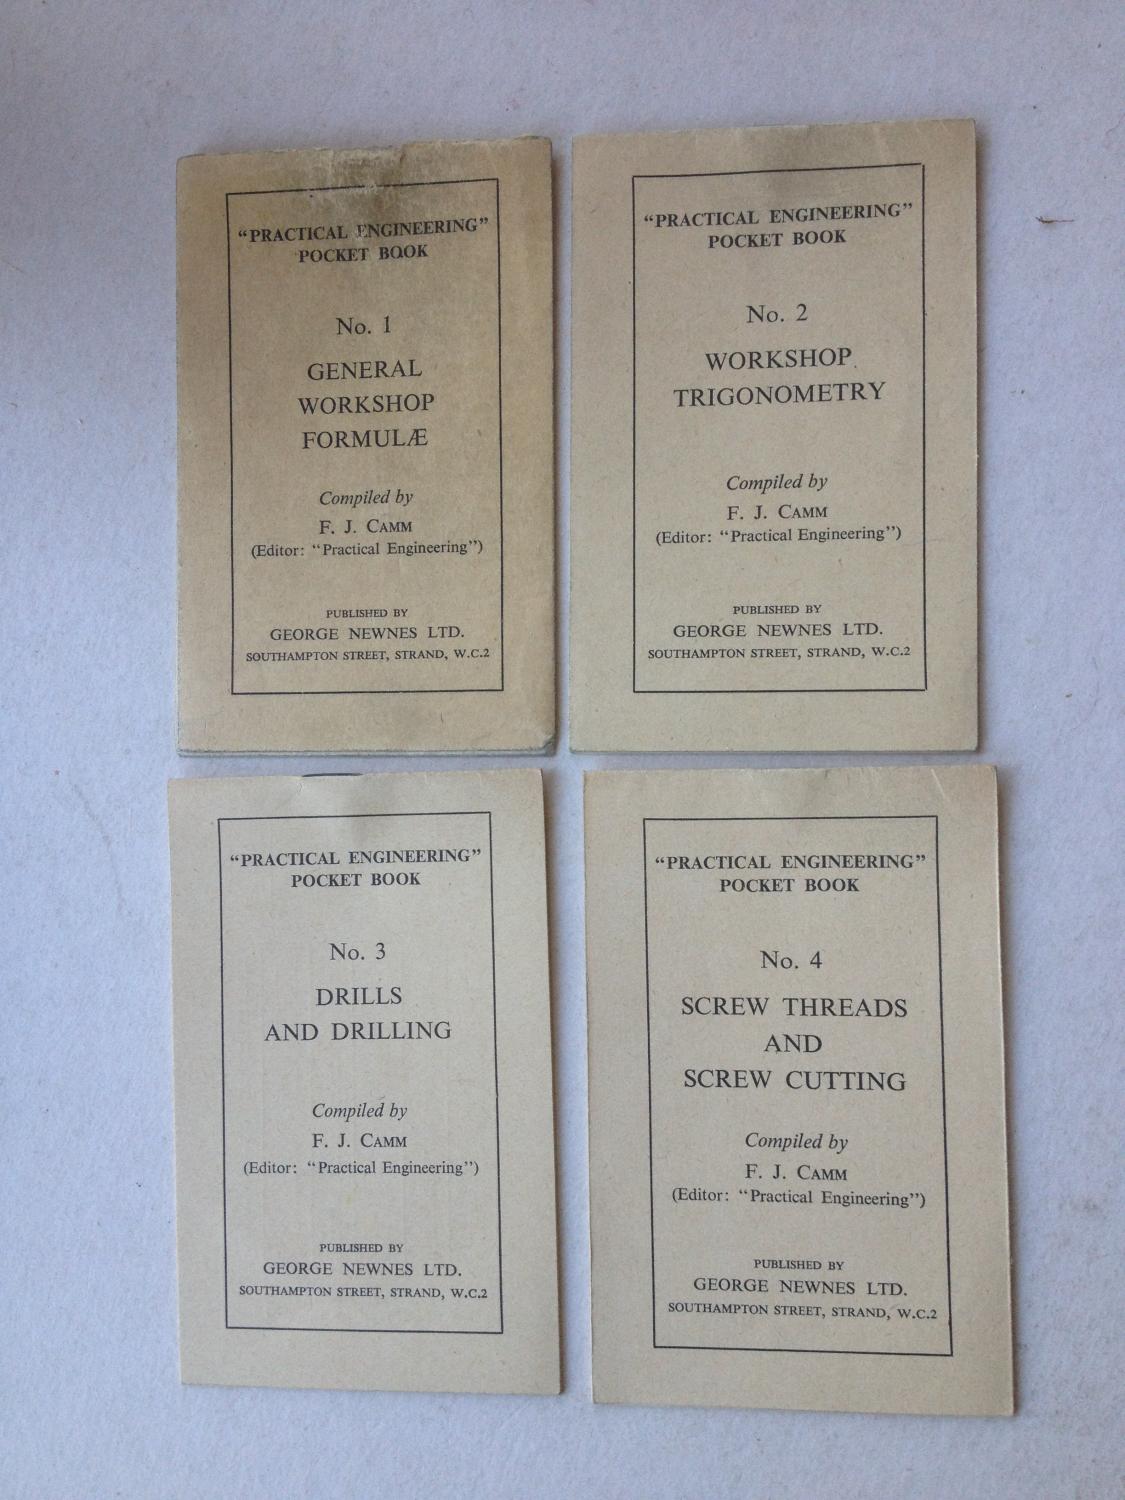 “PRACTICAL ENGINEERING”
POCKET BOOK
No. 1
GENERAL
WORKSHOP
FORMULÆ
Compiled by
F. J. CAMM
(Editor: “Practical Engineering”)
PUBLISHED BY
GEORGE NEWNES LTD.
SOUTHAMPTON STREET, STRAND, W.C.2
“PRACTICAL ENGINEERING”
POCKET BOOK
No. 2
WORKSHOP
TRIGONOMETRY
Compiled by
F. J. CAMM
(Editor: “Practical Engineering”)
PUBLISHED BY
GEORGE NEWNES LTD.
SOUTHAMPTON STREET, STRAND, W.C.2
“PRACTICAL ENGINEERING”
POCKET BOOK
No. 3
DRILLS
AND DRILLING
Compiled by
F. J. CAMM
(Editor: “Practical Engineering”)
PUBLISHED BY
GEORGE NEWNES LTD.
SOUTHAMPTON STREET, STRAND, W.C.2
“PRACTICAL ENGINEERING”
POCKET BOOK
No. 4
SCREW THREADS
AND
SCREW CUTTING
Compiled by
F. J. CAMM
(Editor: “Practical Engineering”)
PUBLISHED BY
GEORGE NEWNES LTD.
SOUTHAMPTON STREET, STRAND, W.C.2